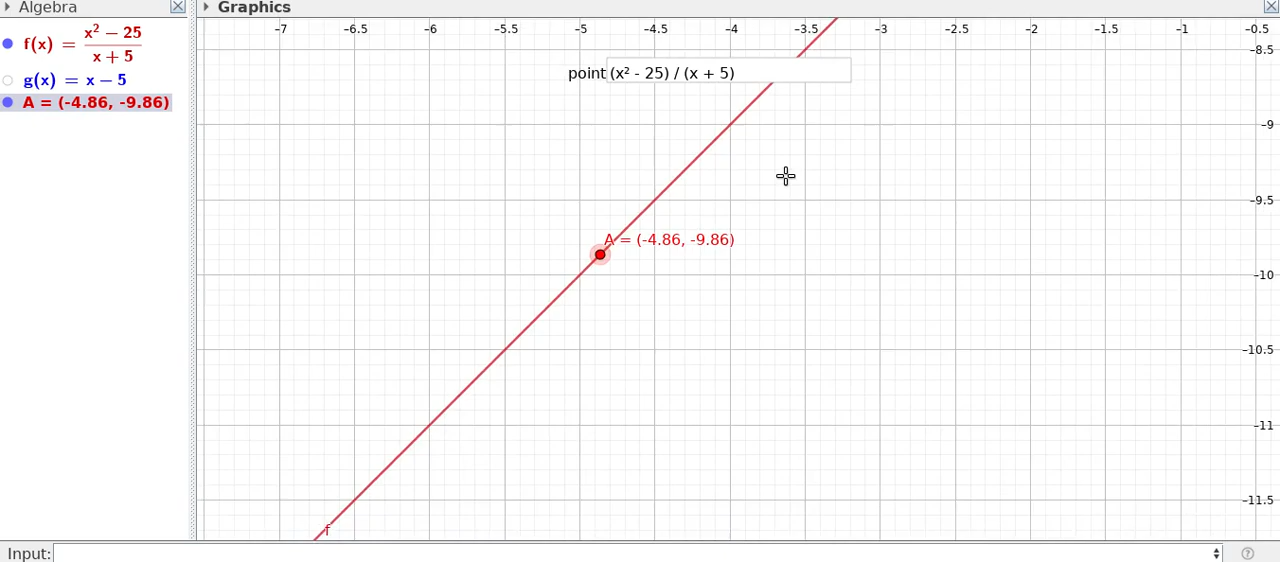 Algebra
Graphics
f(x) = x² − 25 / x + 5
g(x) = x − 5
A = (-4.86, -9.86)
-7 -6.5 -6 -5.5 -5 -4.5 -4 -3.5 -3 -2.5 -2 -1.5 -1 -0.5
-8.5
point (x² - 25) / (x + 5)
-9
-9.5
A = (-4.86, -9.86)
-10
-10.5
-11
-11.5
f
Input:
?